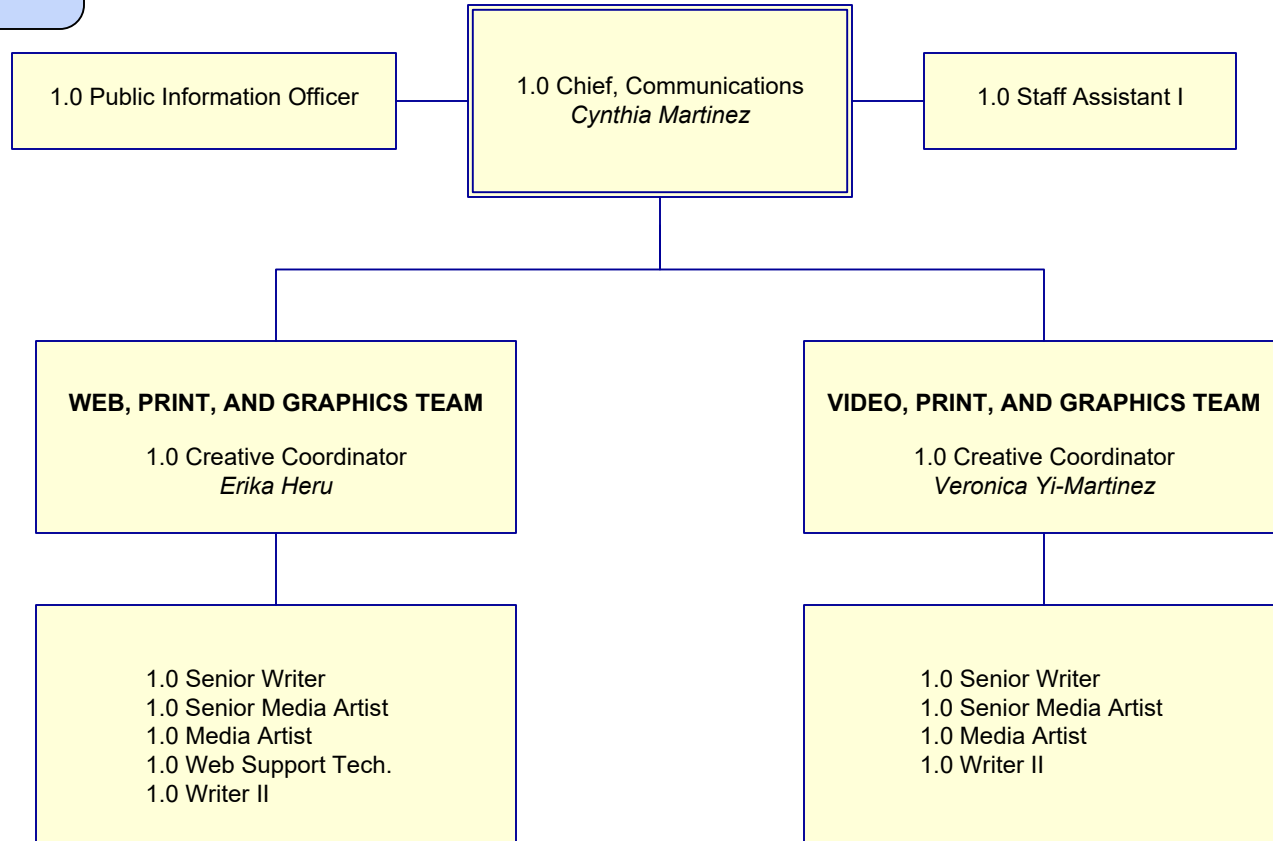 1.0 Public Information Officer
1.0 Chief, Communications
Cynthia Martinez
1.0 Staff Assistant I
WEB, PRINT, AND GRAPHICS TEAM
1.0 Creative Coordinator
Erika Heru
VIDEO, PRINT, AND GRAPHICS TEAM
1.0 Creative Coordinator
Veronica Yi-Martinez
1.0 Senior Writer
1.0 Senior Media Artist
1.0 Media Artist
1.0 Web Support Tech.
1.0 Writer II
1.0 Senior Writer
1.0 Senior Media Artist
1.0 Media Artist
1.0 Writer II